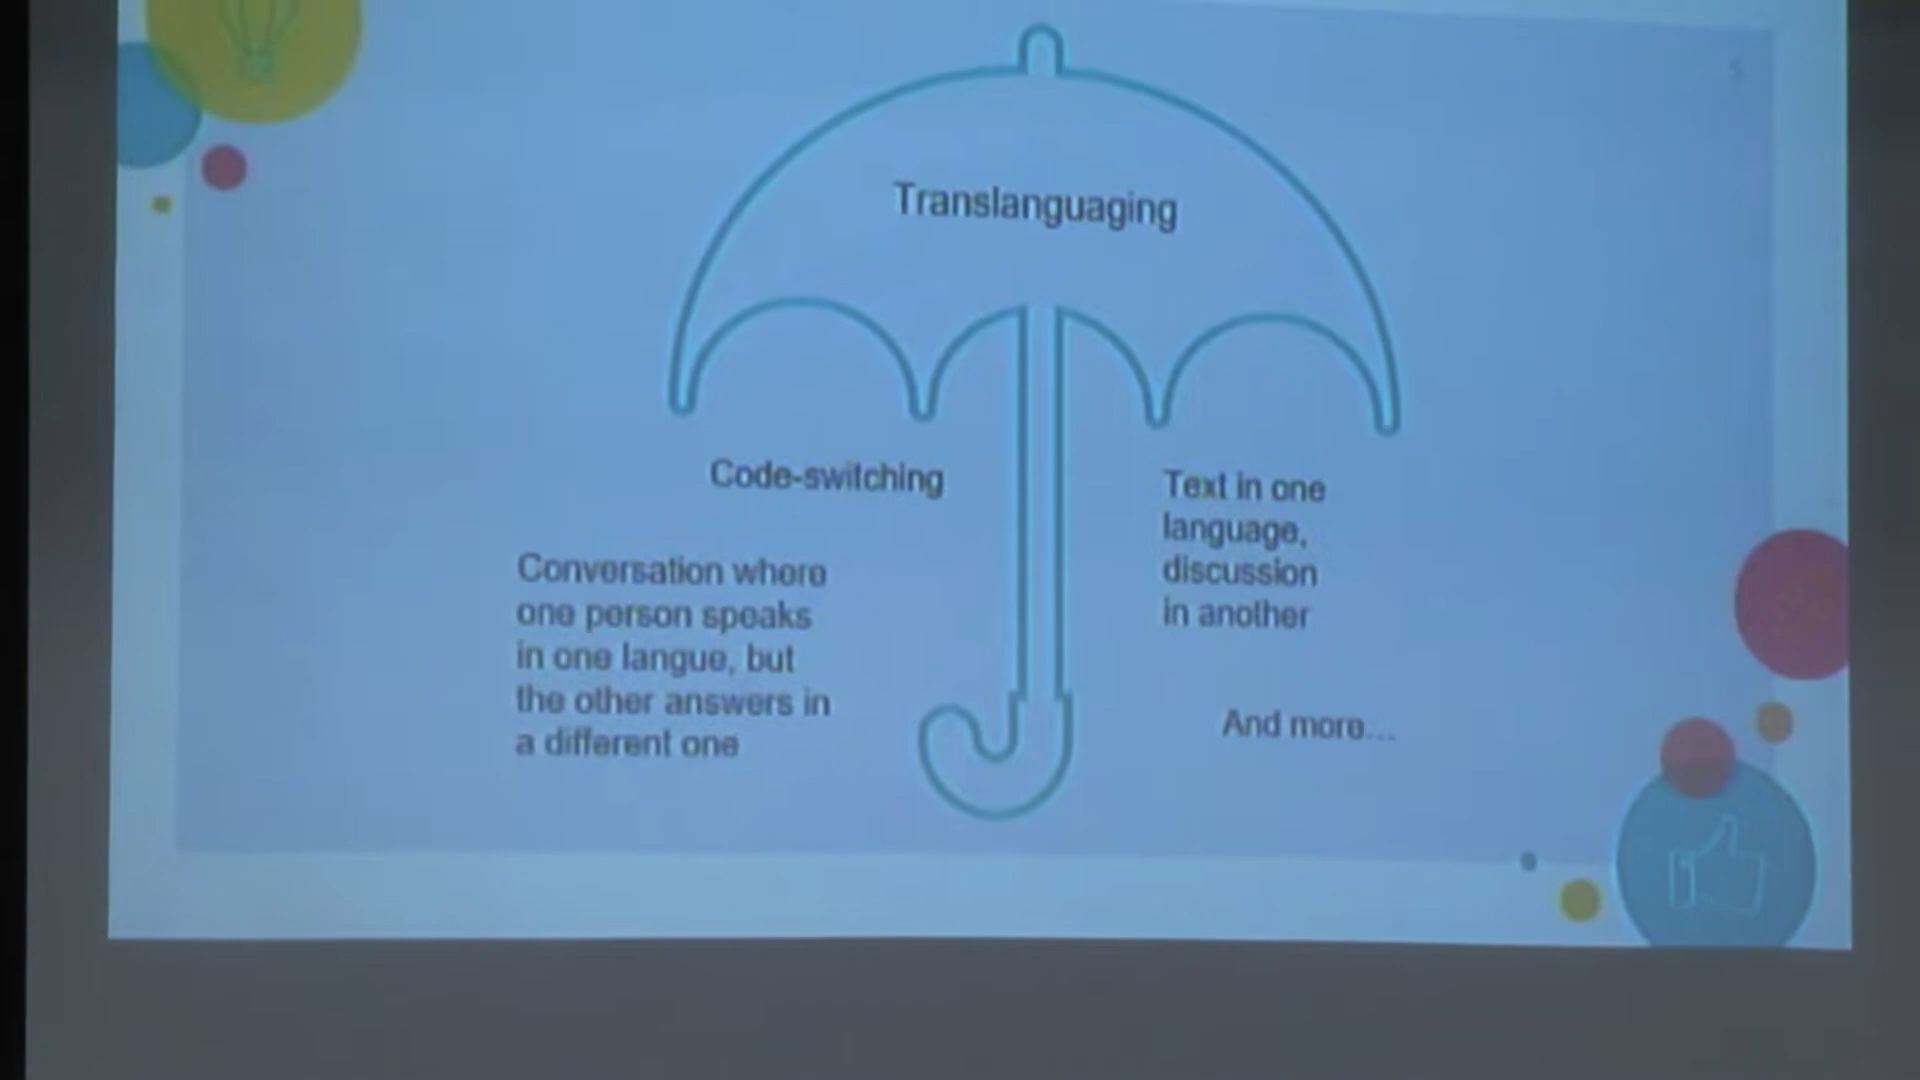 Translanguaging
Code-switching
Conversation where
one person speaks
in one langue, but
the other answers in
a different one
Text in one
language,
discussion
in another
And more...